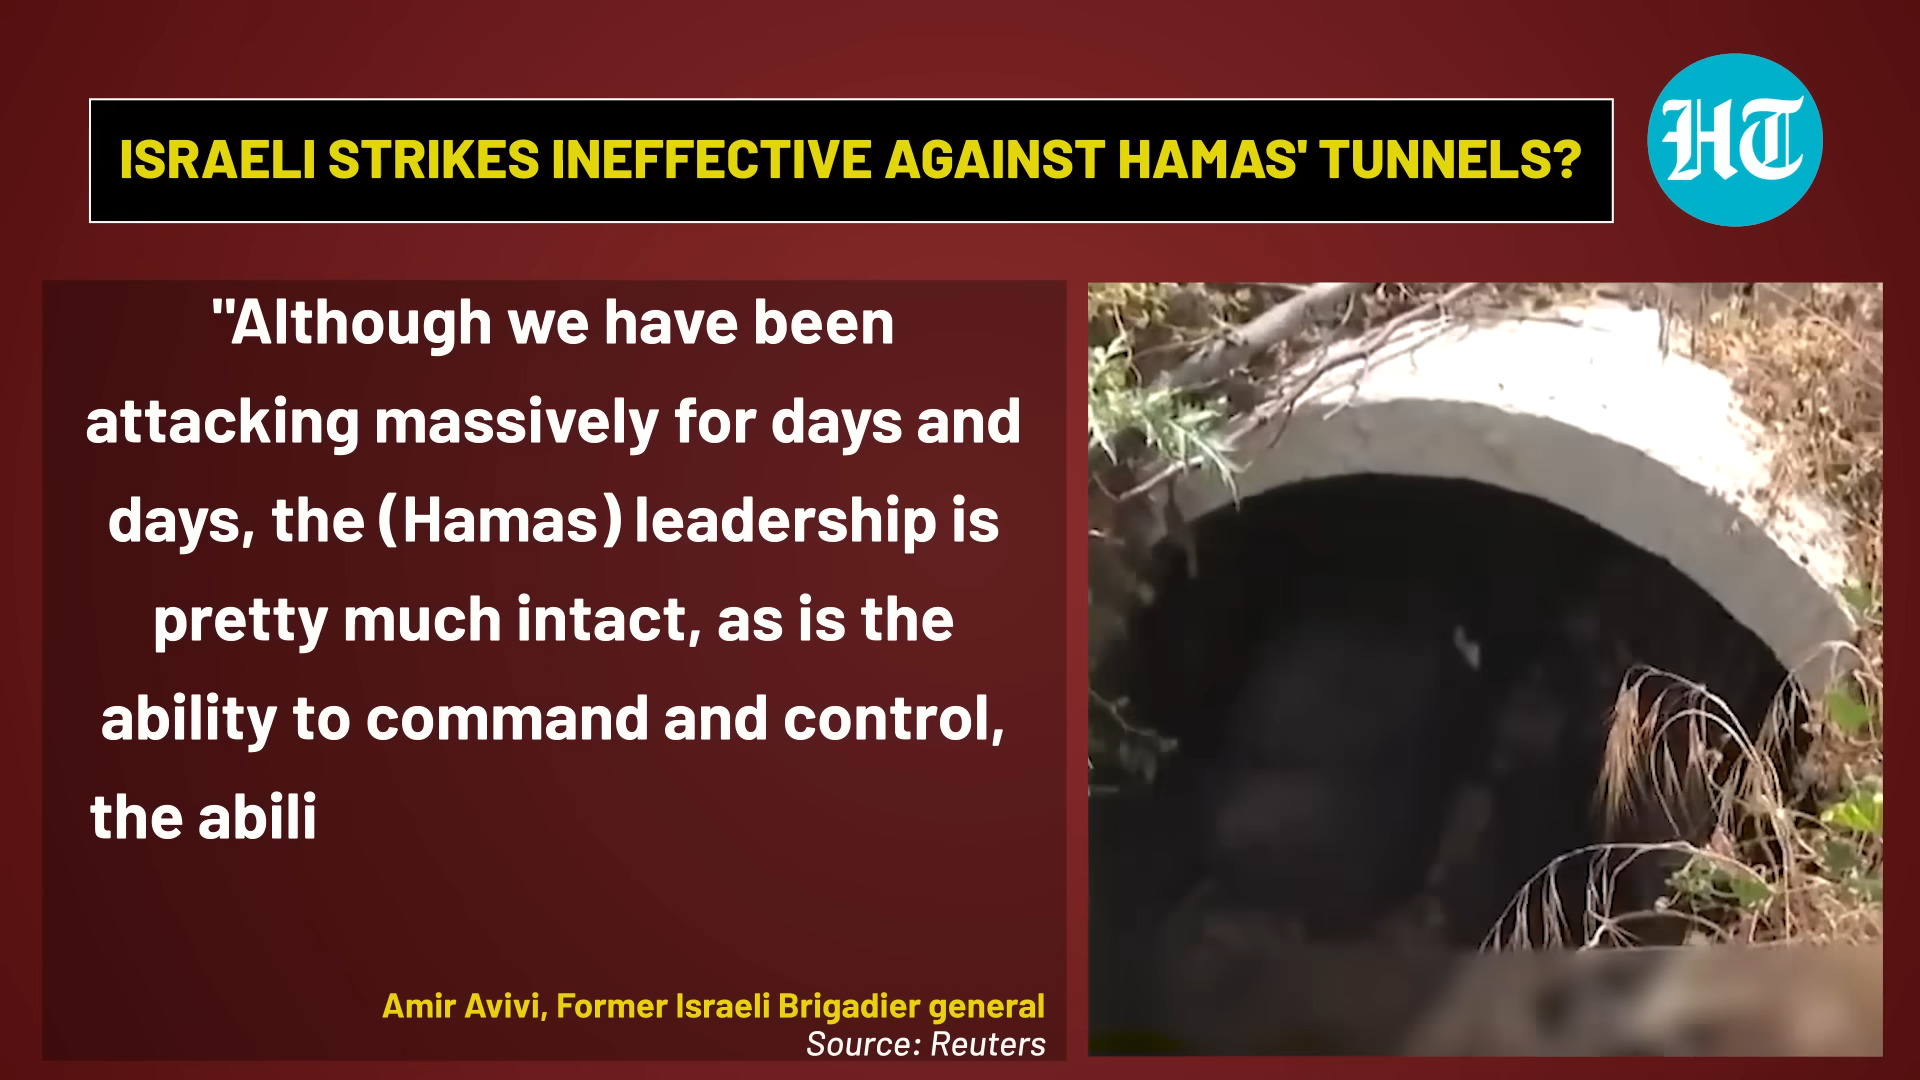 ISRAELI STRIKES INEFFECTIVE AGAINST HAMAS' TUNNELS?
HT
"Although we have been
attacking massively for days and
days, the (Hamas) leadership is
pretty much intact, as is the
ability to command and control,
the abili
Amir Avivi, Former Israeli Brigadier general
Source: Reuters